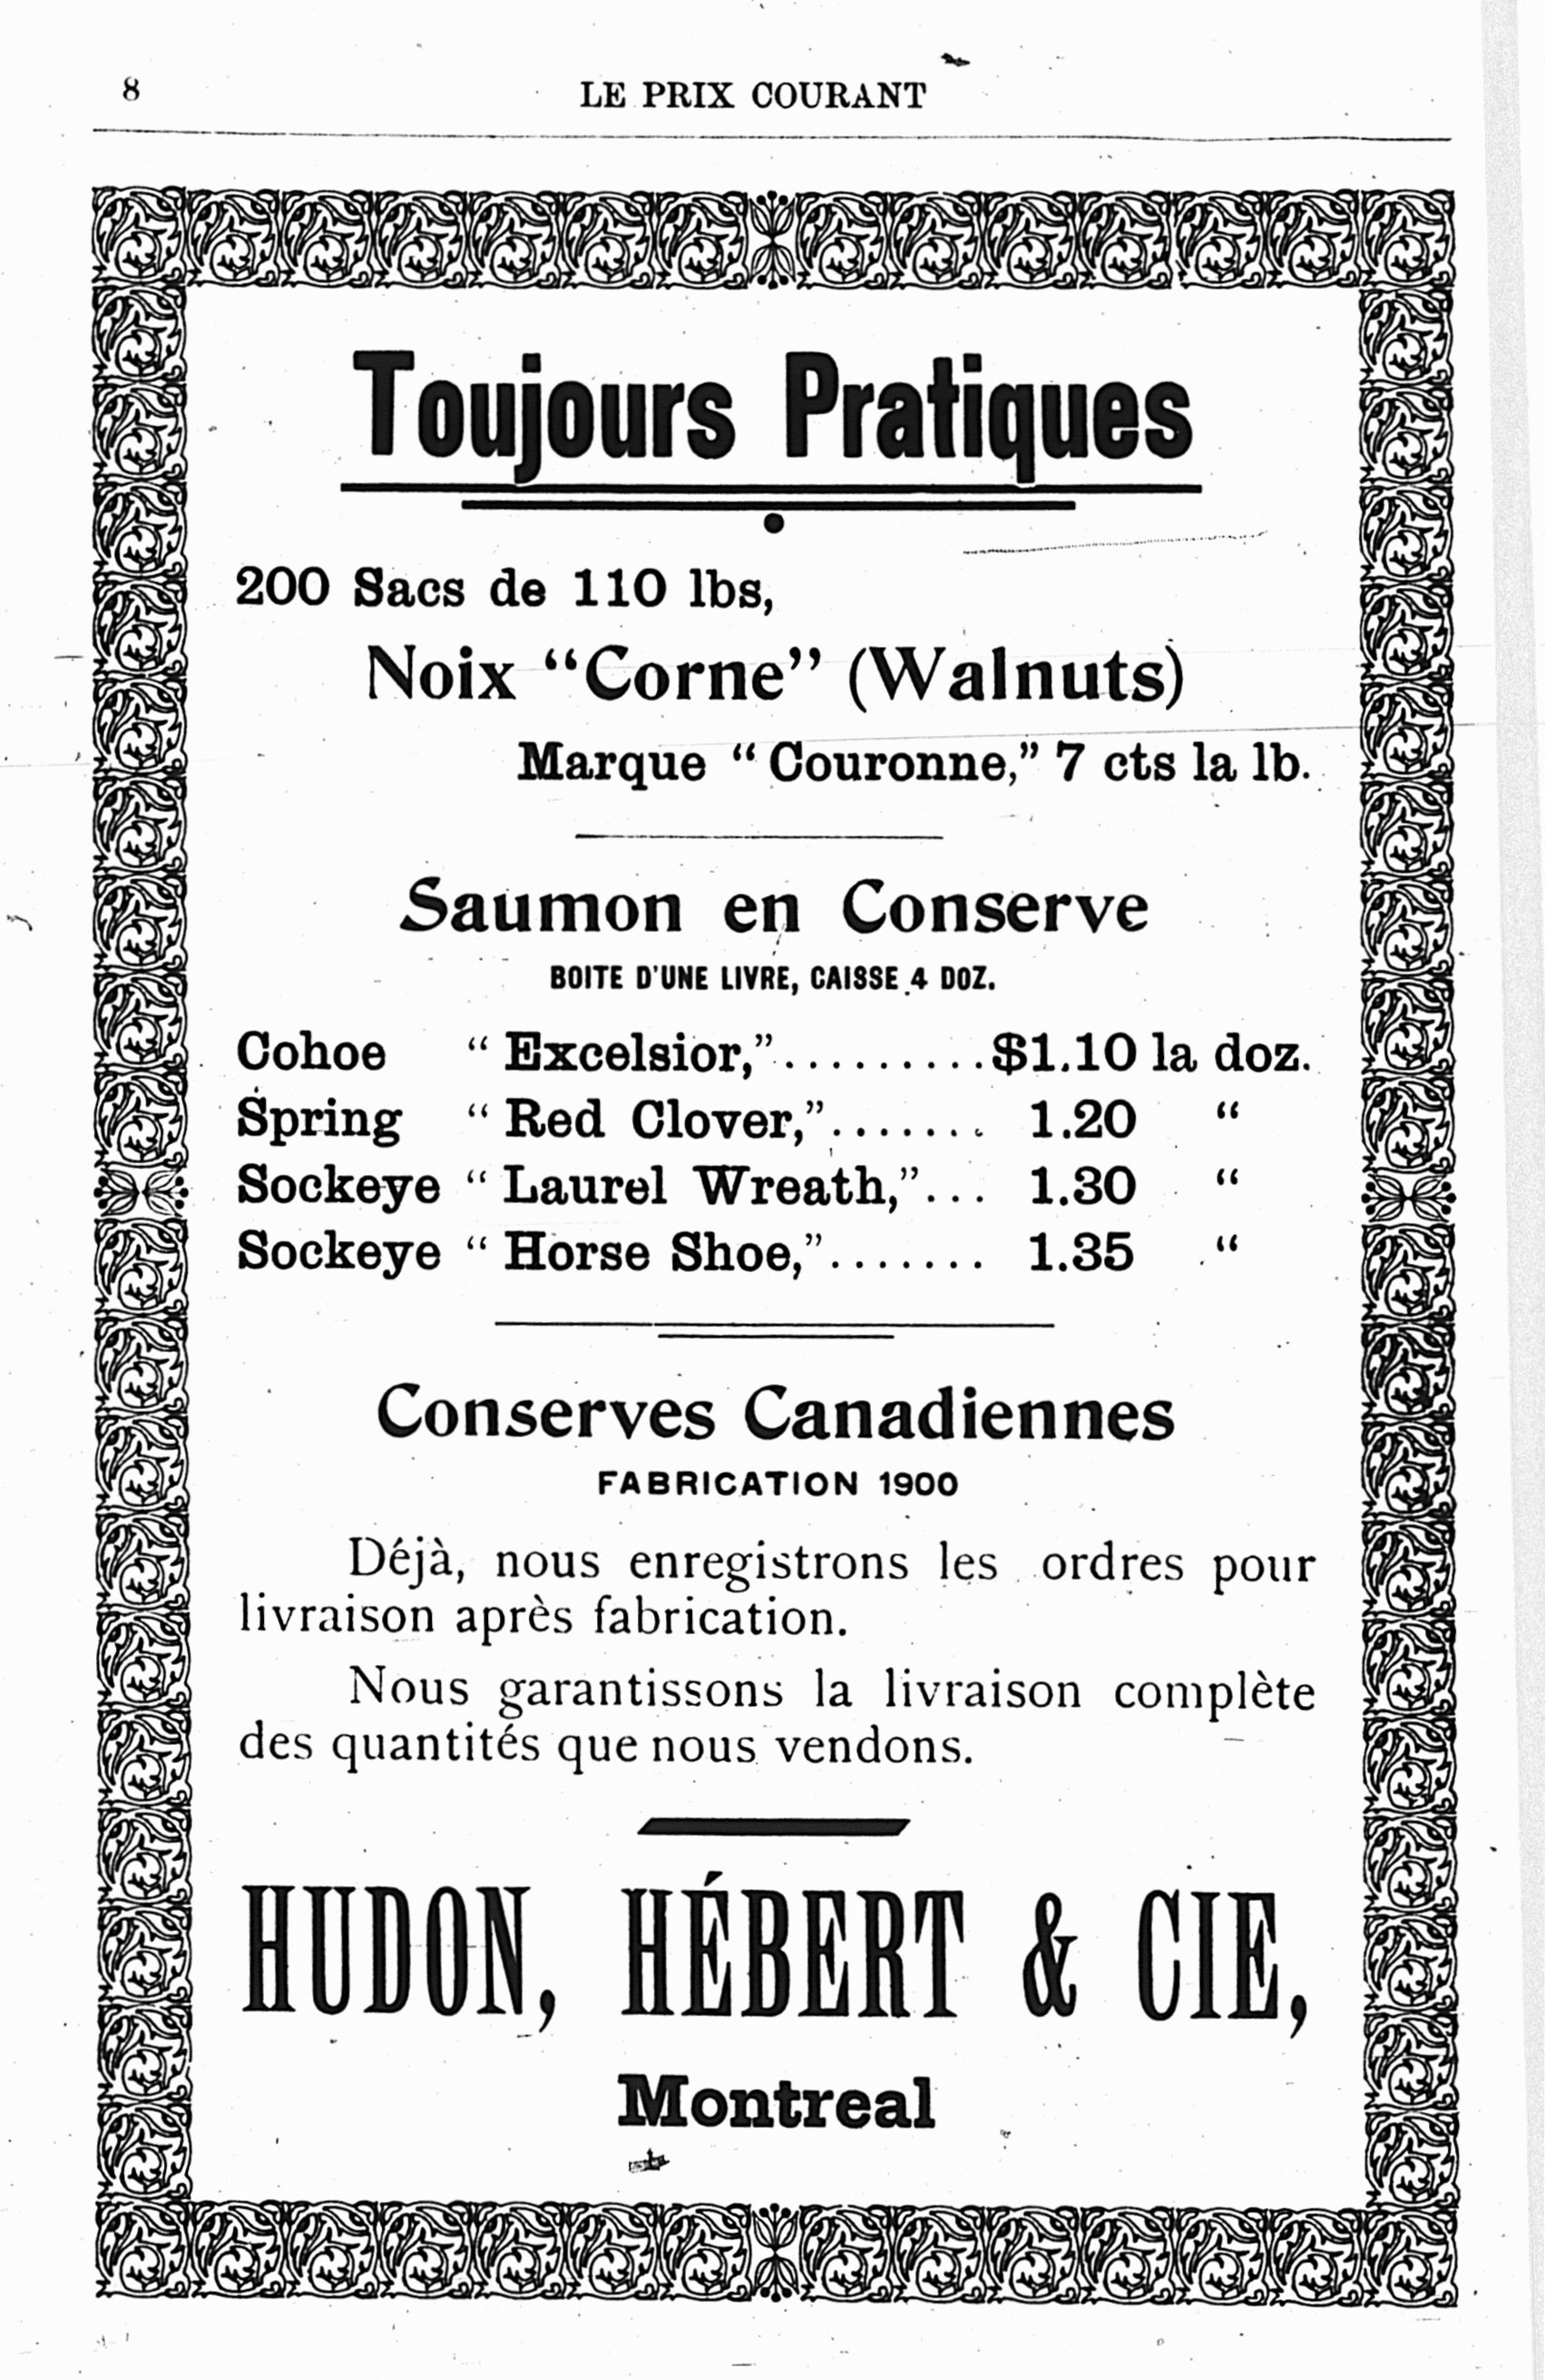 8
LE PRIX COURANT
Toujours Pratiques
200 Sacs de 110 lbs,
Noix "Corne" (Walnuts)
Marque "Couronne," 7 cts la lb.
Saumon en Conserve
BOITE D'UNE LIVRE, CAISSE 4 DOZ.
Cohoe "Excelsior,".........$1.10 la doz.
Spring "Red Clover,"....... 1.20 "
Sockeye "Laurel Wreath,"... 1.30 "
Sockeye "Horse Shoe,"....... 1.35 "
Conserves Canadiennes
FABRICATION 1900
Déjà, nous enregistrons les ordres pour
livraison après fabrication.
Nous garantissons la livraison complète
des quantités que nous vendons.
HUDON, HÉBERT & CIE,
Montreal